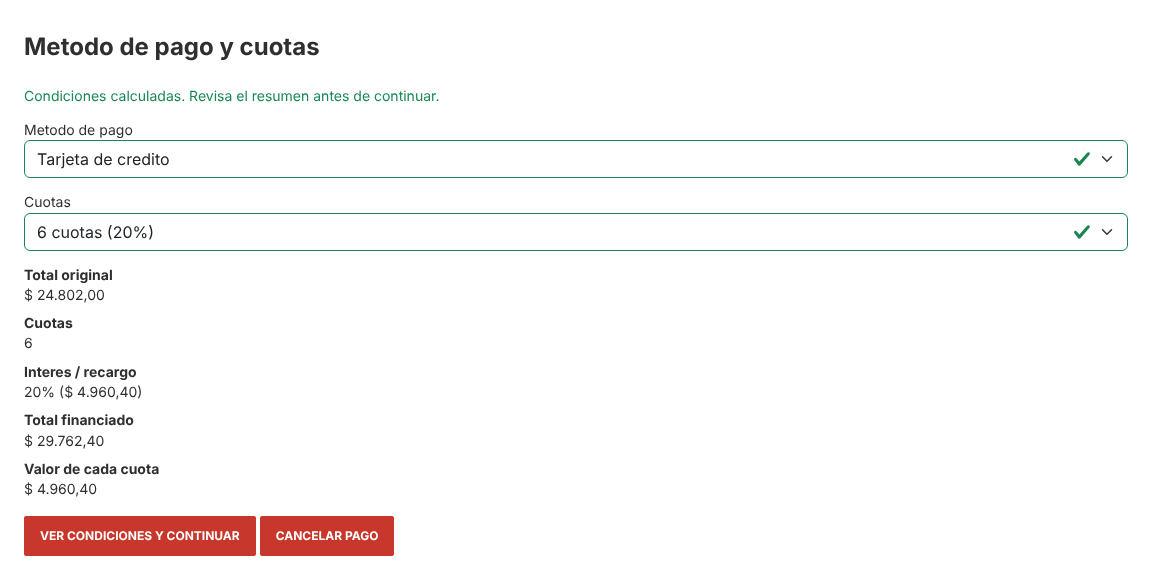 Metodo de pago y cuotas
Condiciones calculadas. Revisa el resumen antes de continuar.
Metodo de pago
Tarjeta de credito
Cuotas
6 cuotas (20%)
Total original
$ 24.802,00
Cuotas
6
Interes / recargo
20% ($ 4.960,40)
Total financiado
$ 29.762,40
Valor de cada cuota
$ 4.960,40
VER CONDICIONES Y CONTINUAR CANCELAR PAGO